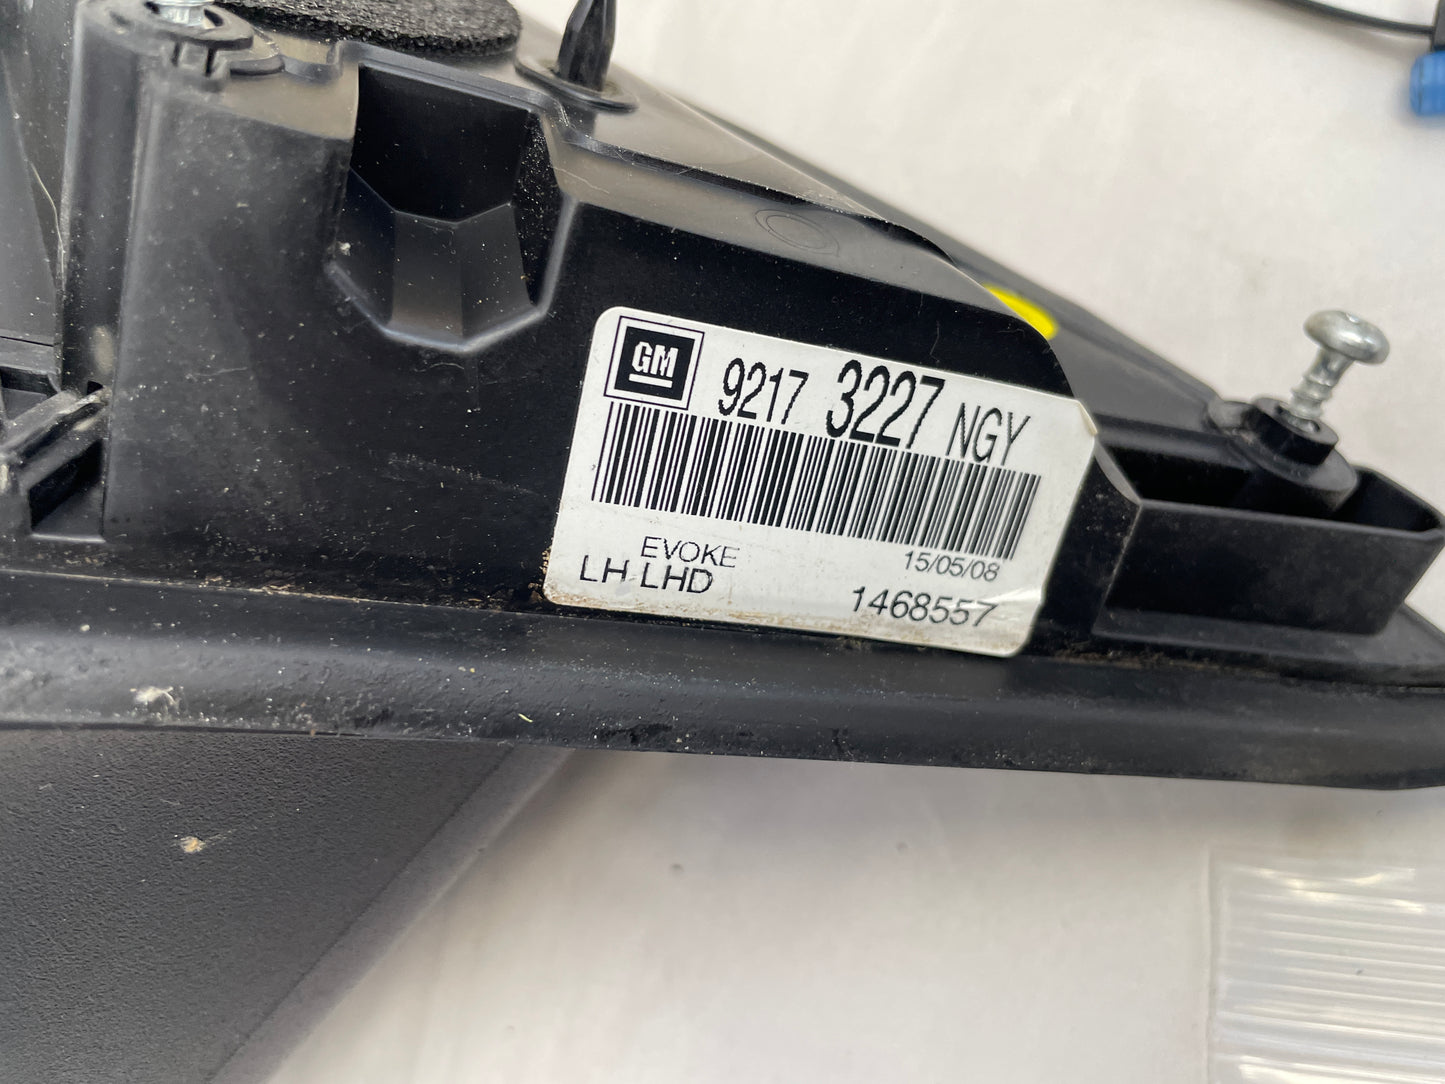 GM 9217 3227 NGY
EVOKE 15/05/08
LH LHD 1468557